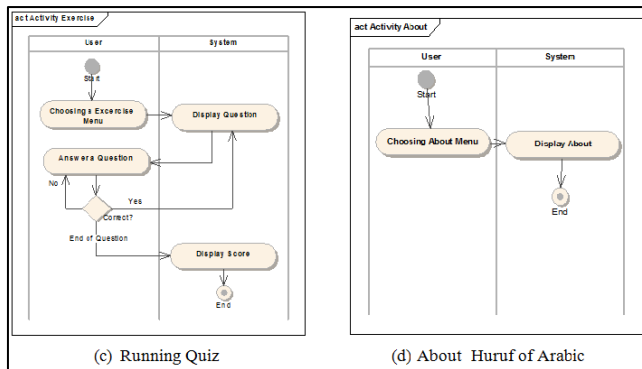 act Activity Exercise
User
System
Start
Choosing a Excercise
Menu
Display Question
Answer a Question
No
Yes
Correct?
End of Question
Display Score
End
(c) Running Quiz
act Activity About
User
System
Start
Choosing About Menu
Display About
End
(d) About Huruf of Arabic